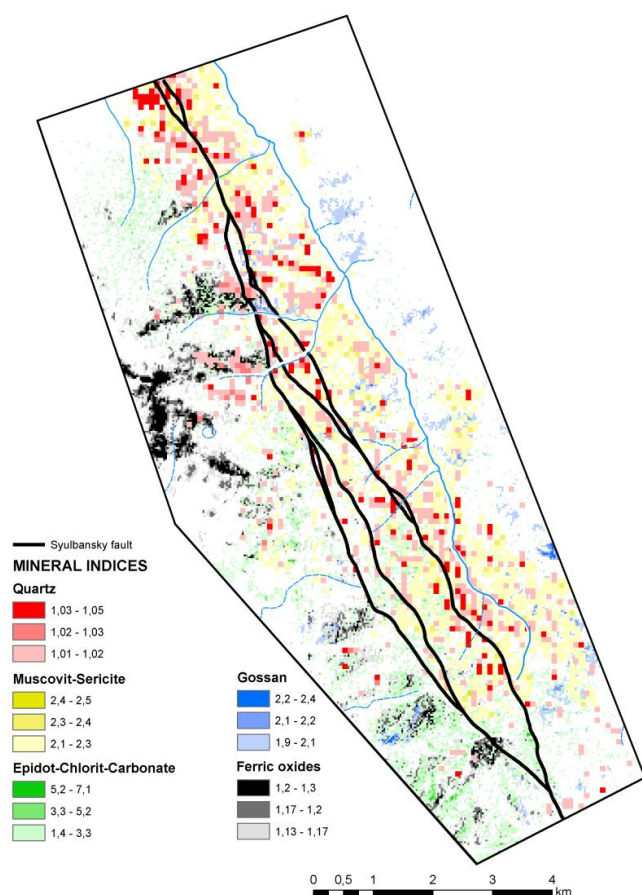 Syulbansky fault
MINERAL INDICES
Quartz
1,03 - 1,05
1,02 - 1,03
1,01 - 1,02
Muscovit-Sericite
2,4 - 2,5
2,3 - 2,4
2,1 - 2,3
Epidot-Chlorit-Carbonate
5,2 - 7,1
3,3 - 5,2
1,4 - 3,3
Gossan
2,2 - 2,4
2,1 - 2,2
1,9 - 2,1
Ferric oxides
1,2 - 1,3
1,17 - 1,2
1,13 - 1,17
0 0,5 1 2 3 4
km